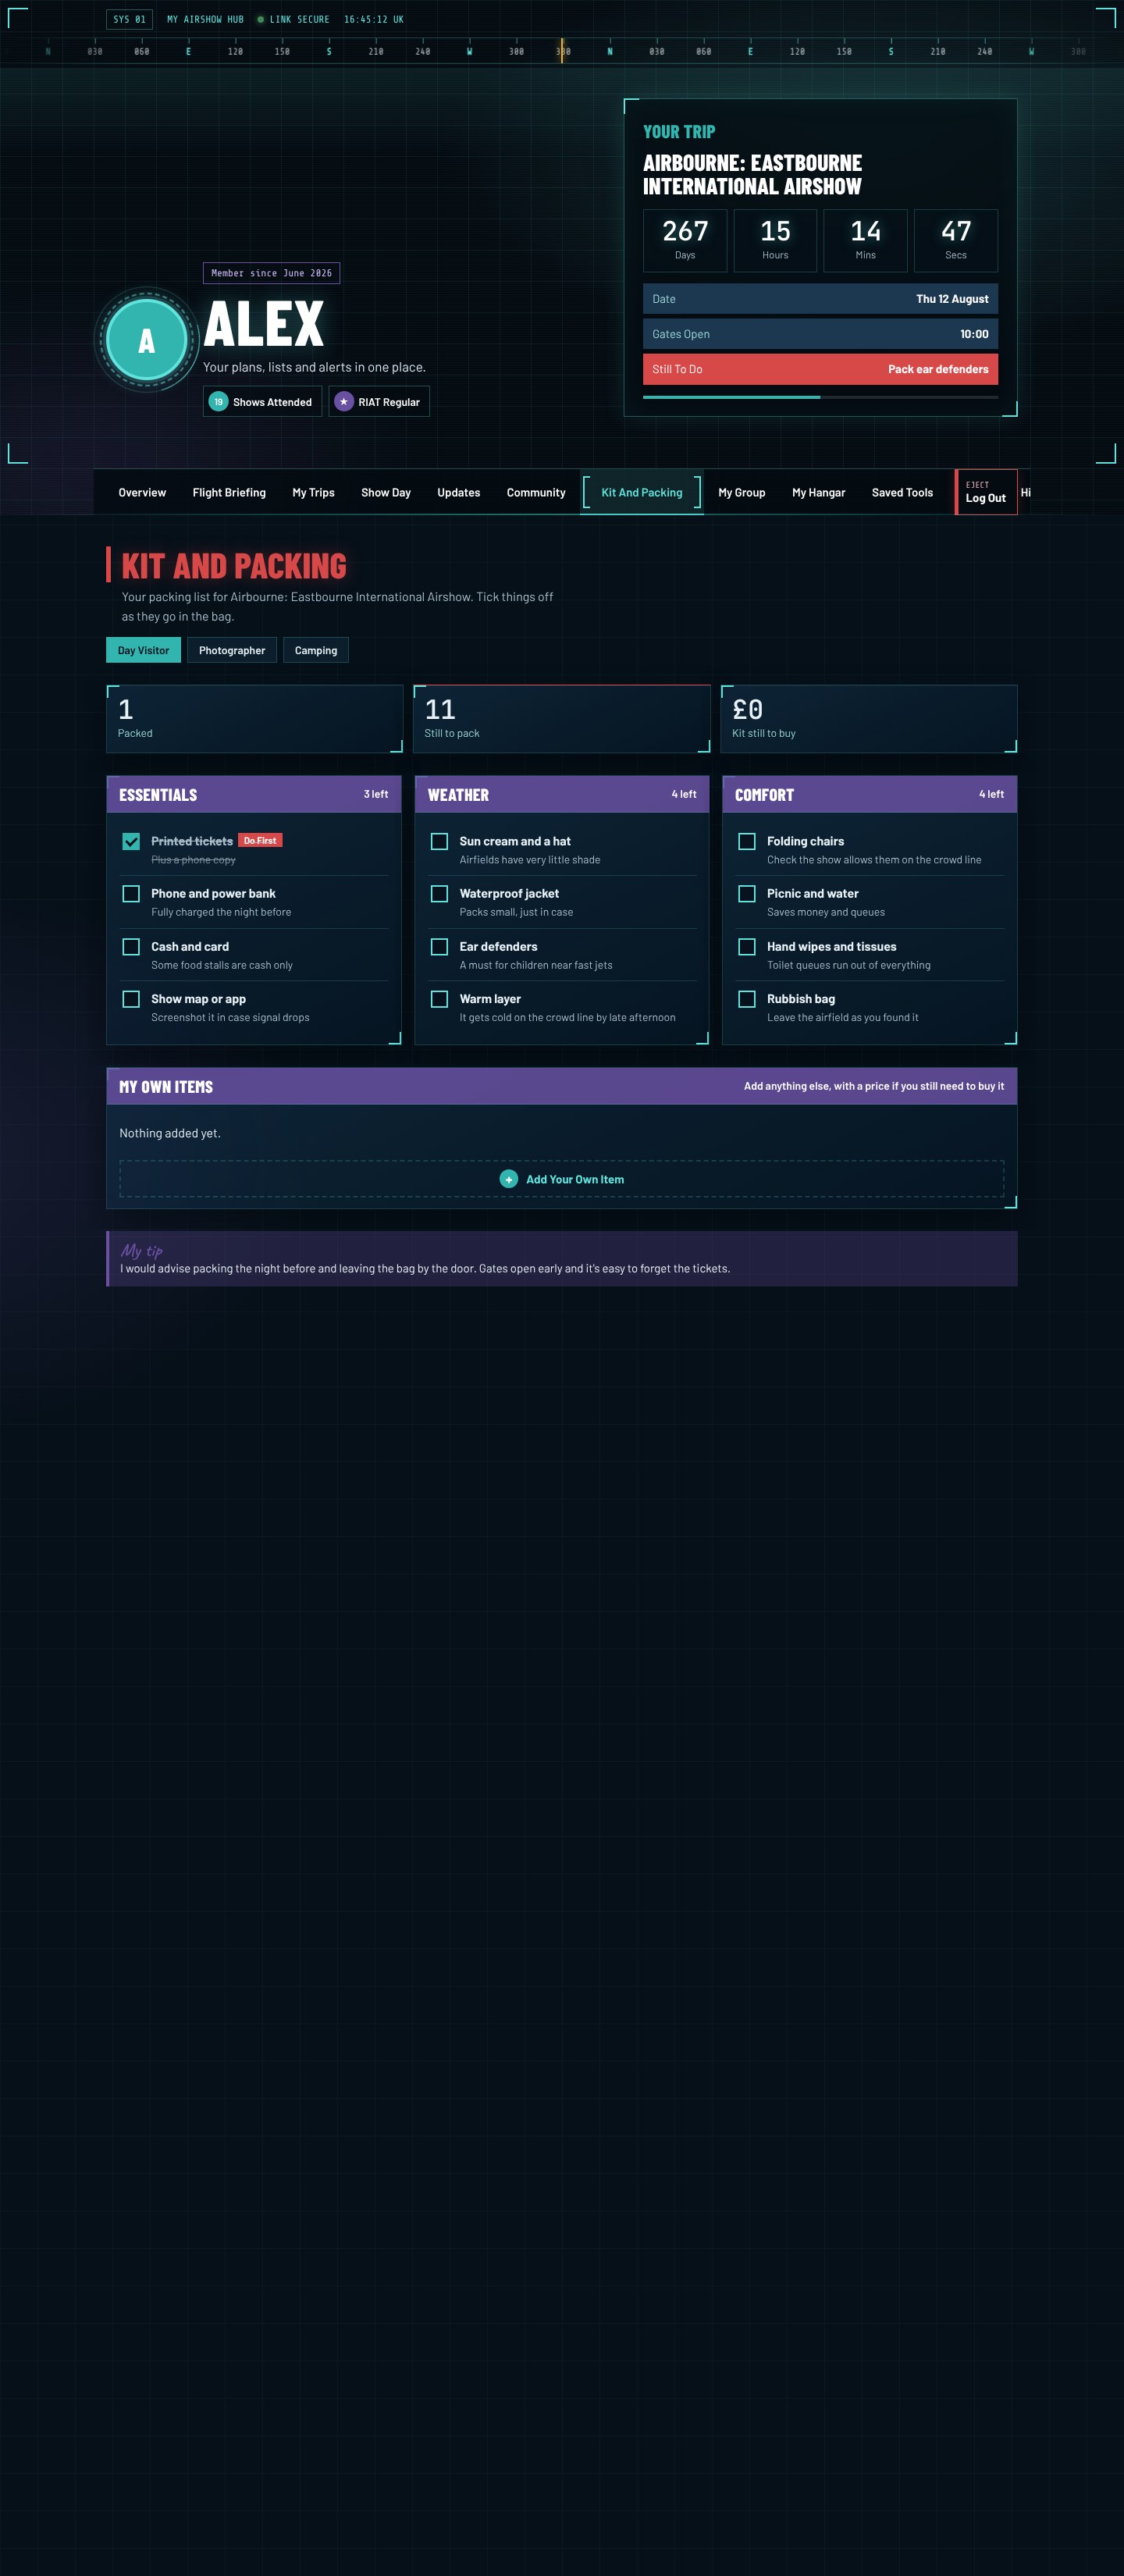 SYS 01 MY AIRSHOW HUB LINK SECURE 16:45:12 UK
N 030 060 E 120 150 S 210 240 W 300 330 N 030 060 E 120 150 S 210 240 W 300
YOUR TRIP
AIRBOURNE: EASTBOURNE
INTERNATIONAL AIRSHOW
267 15 14 47
Days Hours Mins Secs
Date Thu 12 August
Gates Open 10:00
Still To Do Pack ear defenders
Member since June 2026
A
ALEX
Your plans, lists and alerts in one place.
19 Shows Attended ★ RIAT Regular
Overview Flight Briefing My Trips Show Day Updates Community Kit And Packing My Group My Hangar Saved Tools EJECT Hi
Log Out
KIT AND PACKING
Your packing list for Airbourne: Eastbourne International Airshow. Tick things off
as they go in the bag.
Day Visitor Photographer Camping
1 11 £0
Packed Still to pack Kit still to buy
ESSENTIALS 3 left
Printed tickets Do First
Plus a phone copy
Phone and power bank
Fully charged the night before
Cash and card
Some food stalls are cash only
Show map or app
Screenshot it in case signal drops
WEATHER 4 left
Sun cream and a hat
Airfields have very little shade
Waterproof jacket
Packs small, just in case
Ear defenders
A must for children near fast jets
Warm layer
It gets cold on the crowd line by late afternoon
COMFORT 4 left
Folding chairs
Check the show allows them on the crowd line
Picnic and water
Saves money and queues
Hand wipes and tissues
Toilet queues run out of everything
Rubbish bag
Leave the airfield as you found it
MY OWN ITEMS Add anything else, with a price if you still need to buy it
Nothing added yet.
+ Add Your Own Item
My tip
I would advise packing the night before and leaving the bag by the door. Gates open early and it's easy to forget the tickets.